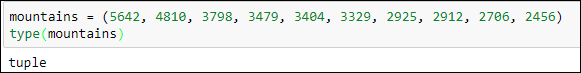 mountains = (5642, 4810, 3798, 3479, 3404, 3329, 2925, 2912, 2706, 2456)
type(mountains)
tuple